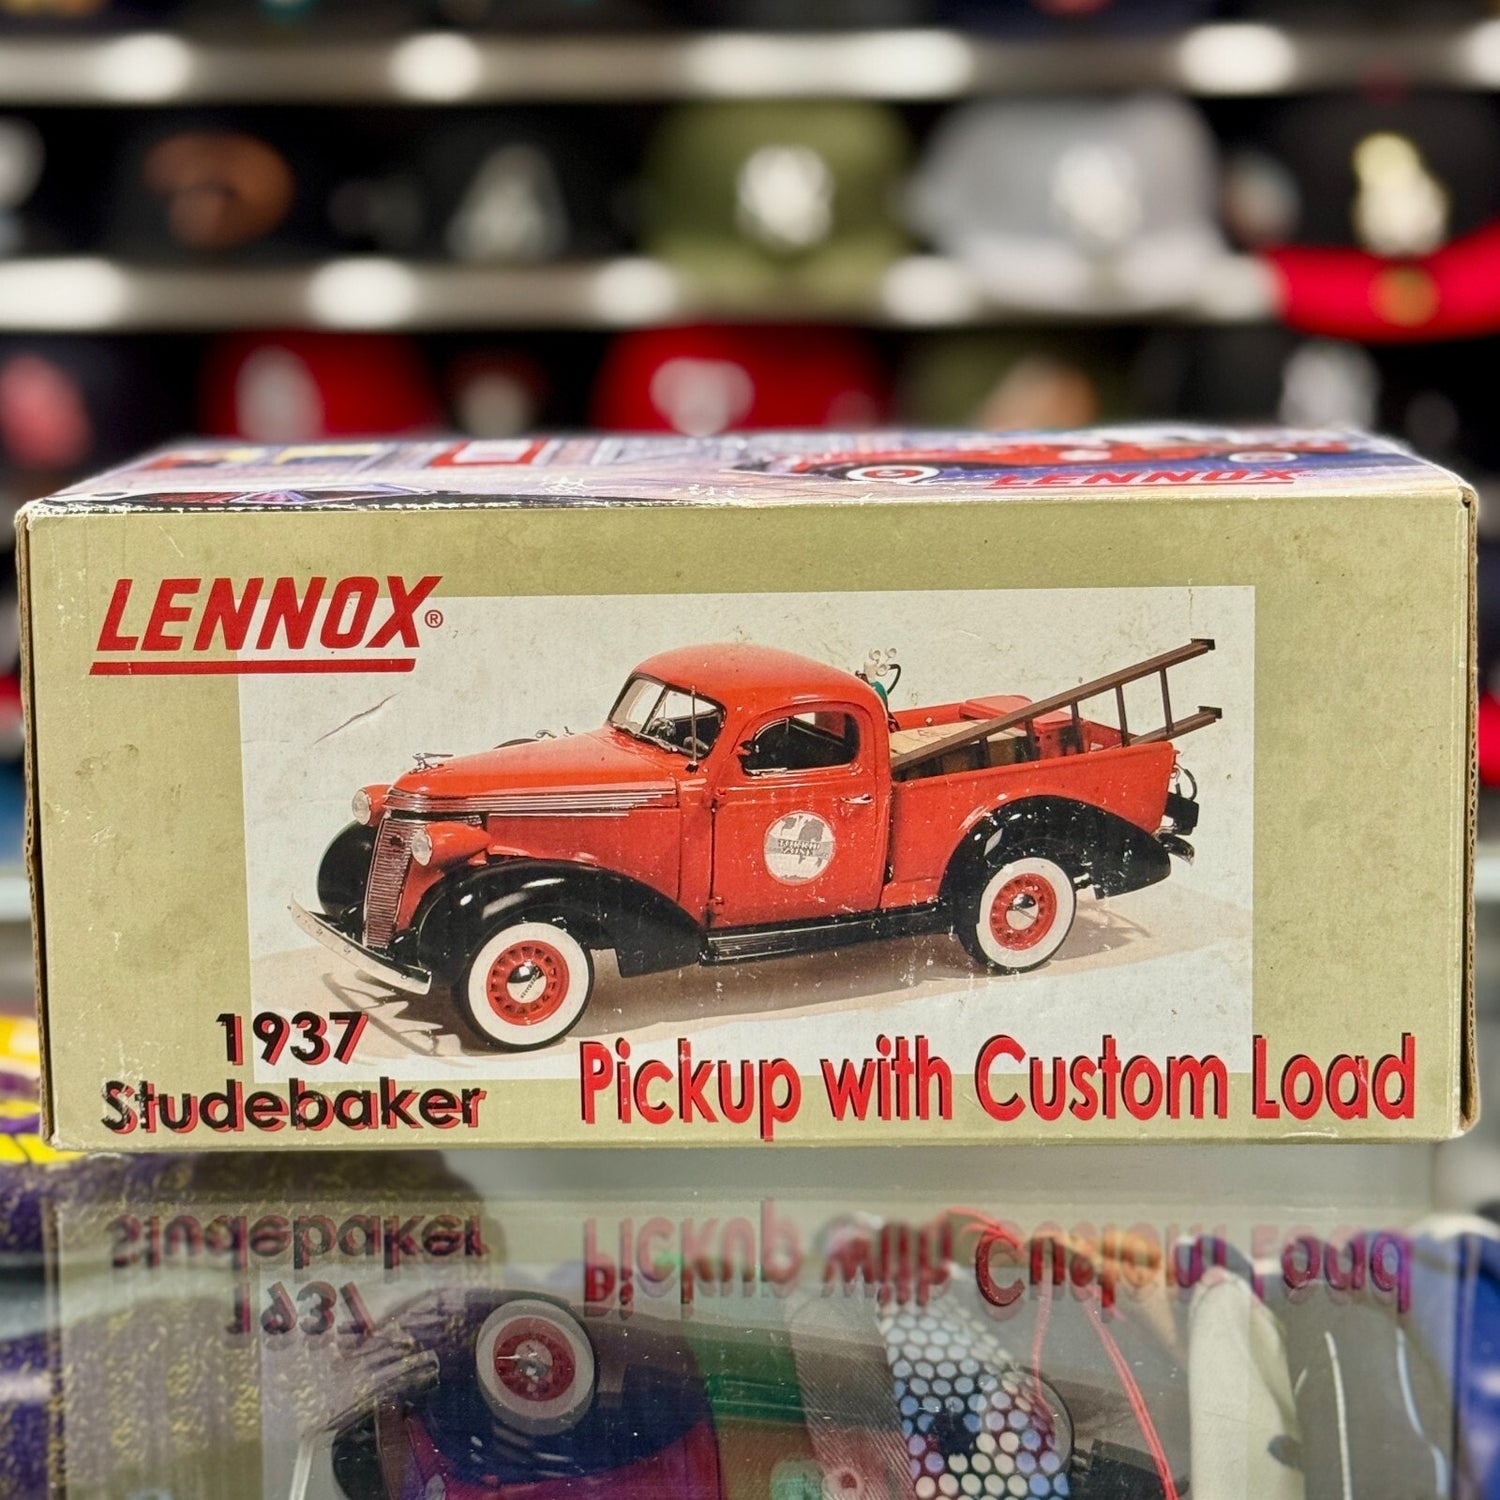 LENNOX
LENNOX®
1937
Studebaker
Pickup with Custom Load